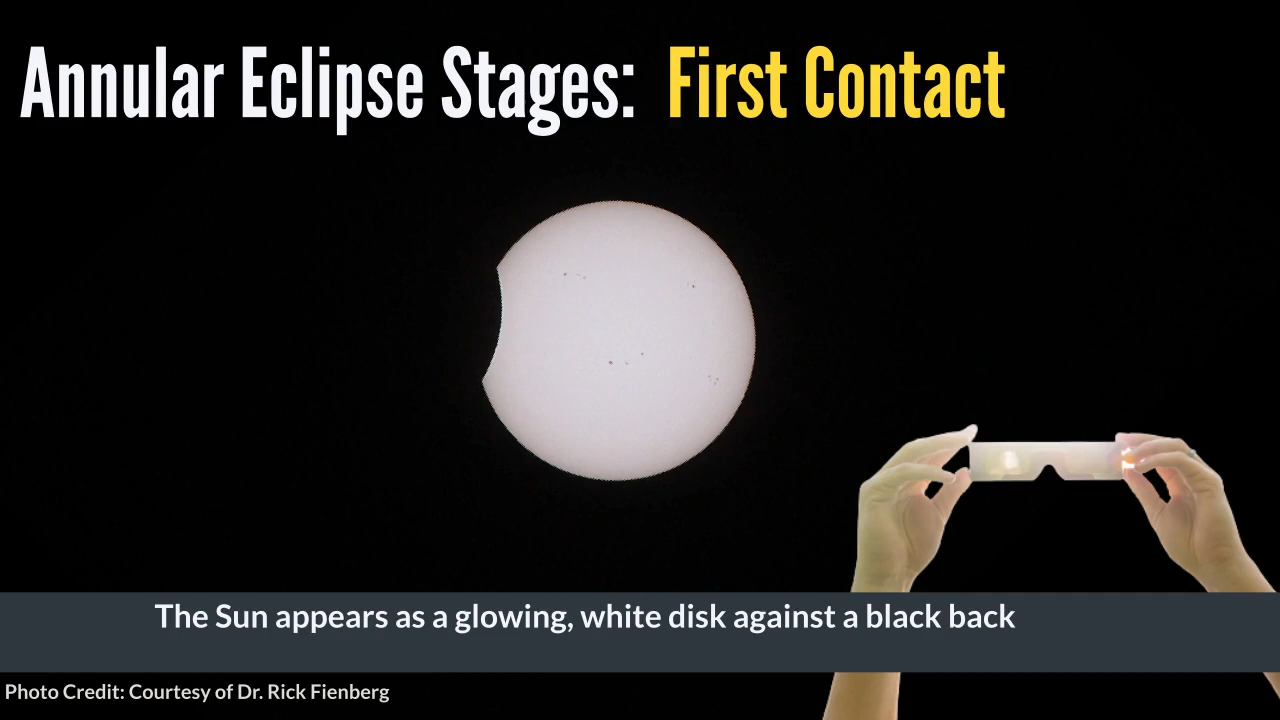 Annular Eclipse Stages: First Contact
The Sun appears as a glowing, white disk against a black back
Photo Credit: Courtesy of Dr. Rick Fienberg